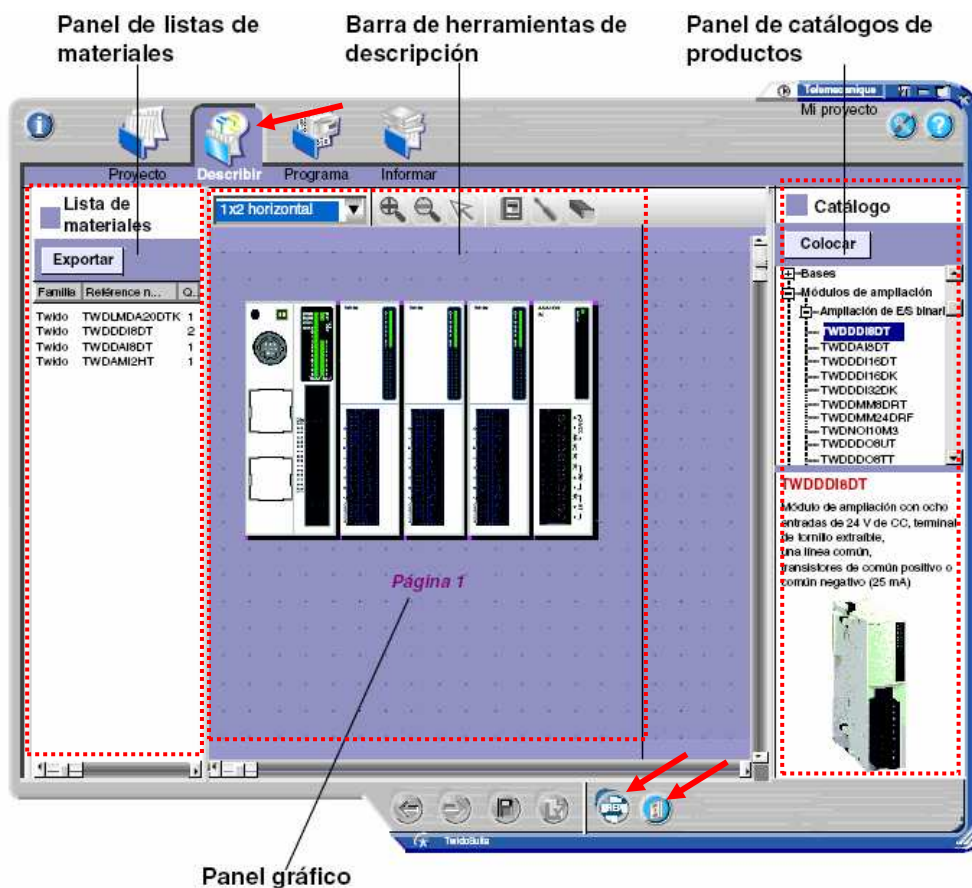 Panel de listas de
materiales
Barra de herramientas de
descripción
Panel de catálogos de
productos
Telemecanique
Mi proyecto
Proyecto
Describir
Programa
Informar
Lista de
materiales
Exportar
Familia Reférence n... Q.
Twido TWDLMDA20DTK 1
Twido TWDDDI8DT 2
Twido TWDDAI8DT 1
Twido TWDAMI2HT 1
1x2 horizontal
Página 1
Catálogo
Colocar
Bases
Módulos de ampliación
Ampliación de E/S binari
TWDDDI8DT
TWDDAI8DT
TWDDDI16DT
TWDDDI16DK
TWDDDI32DK
TWDDMM8DRT
TWDDMM24DRF
TWDNOI10M3
TWDDDO8UT
TWDDDO8TT
TWDDDI8DT
Módulo de ampliación con ocho
entradas de 24 V de CC, terminal
de tornillo extraíble,
una línea común,
transistores de común positivo o
común negativo (25 mA)
TwidoSuite
Panel gráfico